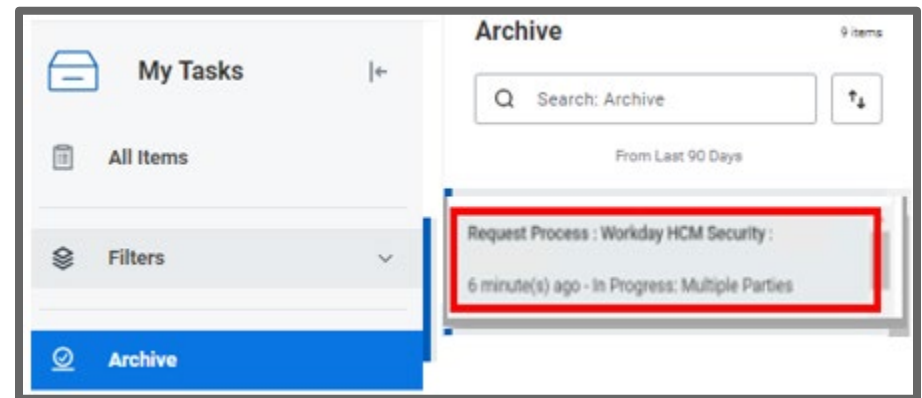 My Tasks
All Items
Filters
Archive
Archive
9 items
Search: Archive
From Last 90 Days
Request Process : Workday HCM Security :
6 minute(s) ago - In Progress: Multiple Parties